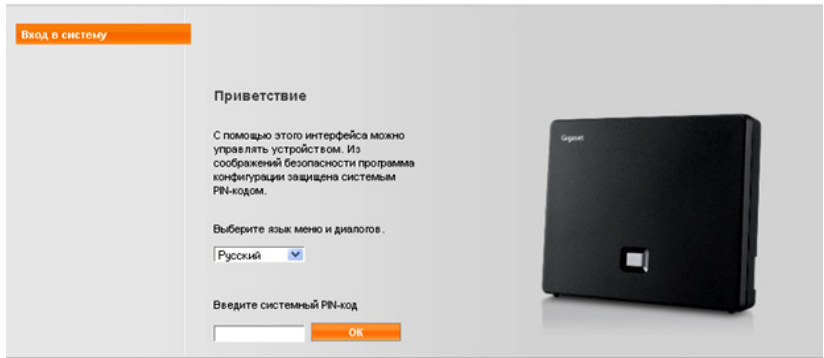 Вход в систему
Приветствие
С помощью этого интерфейса можно
управлять устройством. Из
соображений безопасности программа
конфигурации защищена системым
PIN-кодом.
Выберите язык меню и диалогов.
Русский
Введите системный PIN-код
OK
Gigaset